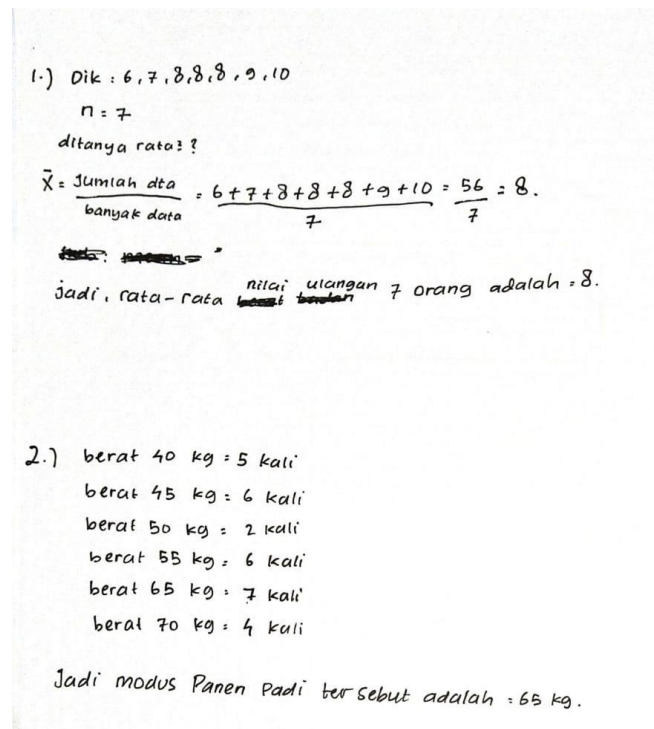 1.) Dik : 6,7,8,8,8,9,10
n = 7
ditanya rata² ?
x̄ = Jumlah dta / banyak data = 6+7+8+8+8+9+10 / 7 = 56 / 7 = 8.
jadi, rata-rata nilai ulangan 7 orang adalah = 8.
2.) berat 40 kg = 5 kali
berat 45 kg = 6 kali
berat 50 kg = 2 kali
berat 55 kg = 6 kali
berat 65 kg = 7 kali
berat 70 kg = 4 kali
Jadi modus Panen Padi tersebut adalah = 65 kg.